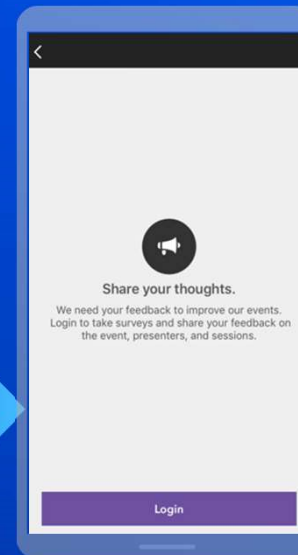 Share your thoughts.
We need your feedback to improve our events.
Login to take surveys and share your feedback on
the event, presenters, and sessions.
Login